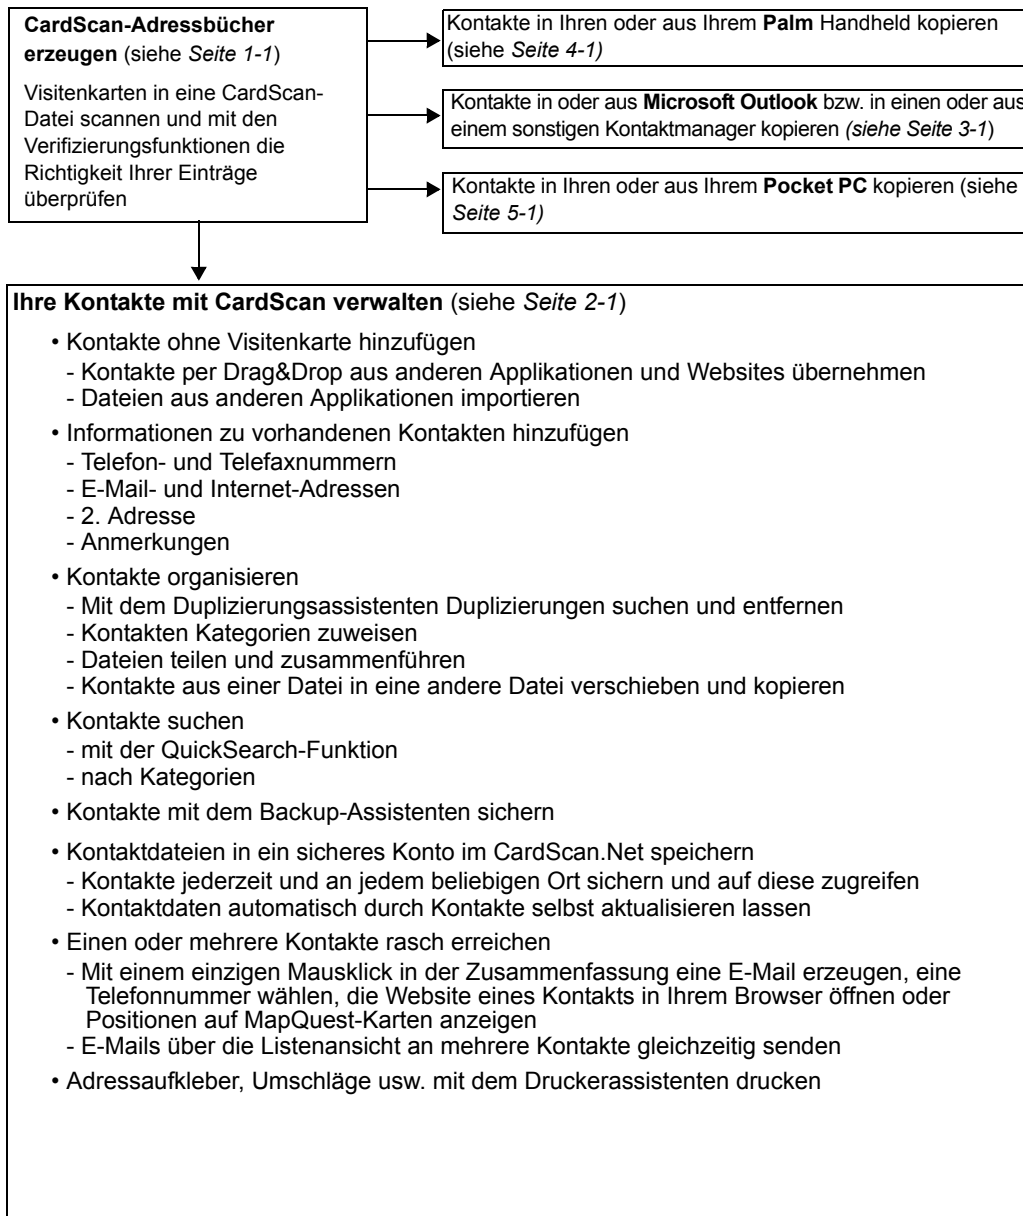 CardScan-Adressbücher
erzeugen (siehe Seite 1-1)
Visitenkarten in eine CardScan-
Datei scannen und mit den
Verifizierungsfunktionen die
Richtigkeit Ihrer Einträge
überprüfen
Kontakte in Ihren oder aus Ihrem Palm Handheld kopieren
(siehe Seite 4-1)
Kontakte in oder aus Microsoft Outlook bzw. in einen oder aus
einem sonstigen Kontaktmanager kopieren (siehe Seite 3-1)
Kontakte in Ihren oder aus Ihrem Pocket PC kopieren (siehe
Seite 5-1)
Ihre Kontakte mit CardScan verwalten (siehe Seite 2-1)
• Kontakte ohne Visitenkarte hinzufügen
- Kontakte per Drag&Drop aus anderen Applikationen und Websites übernehmen
- Dateien aus anderen Applikationen importieren
• Informationen zu vorhandenen Kontakten hinzufügen
- Telefon- und Telefaxnummern
- E-Mail- und Internet-Adressen
- 2. Adresse
- Anmerkungen
• Kontakte organisieren
- Mit dem Duplizierungsassistenten Duplizierungen suchen und entfernen
- Kontakten Kategorien zuweisen
- Dateien teilen und zusammenführen
- Kontakte aus einer Datei in eine andere Datei verschieben und kopieren
• Kontakte suchen
- mit der QuickSearch-Funktion
- nach Kategorien
• Kontakte mit dem Backup-Assistenten sichern
• Kontaktdateien in ein sicheres Konto im CardScan.Net speichern
- Kontakte jederzeit und an jedem beliebigen Ort sichern und auf diese zugreifen
- Kontaktdaten automatisch durch Kontakte selbst aktualisieren lassen
• Einen oder mehrere Kontakte rasch erreichen
- Mit einem einzigen Mausklick in der Zusammenfassung eine E-Mail erzeugen, eine
Telefonnummer wählen, die Website eines Kontakts in Ihrem Browser öffnen oder
Positionen auf MapQuest-Karten anzeigen
- E-Mails über die Listenansicht an mehrere Kontakte gleichzeitig senden
• Adressaufkleber, Umschläge usw. mit dem Druckerassistenten drucken